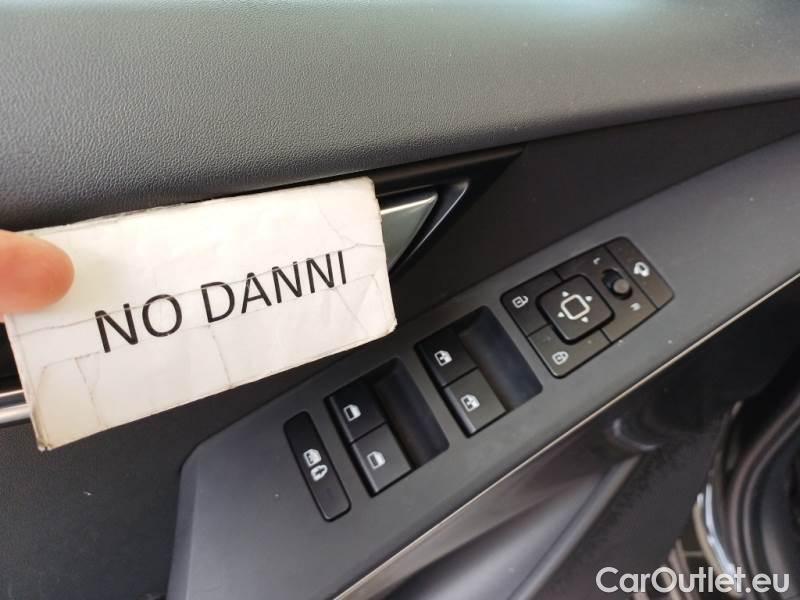 NO DANNI
L
R
CarOutlet.eu